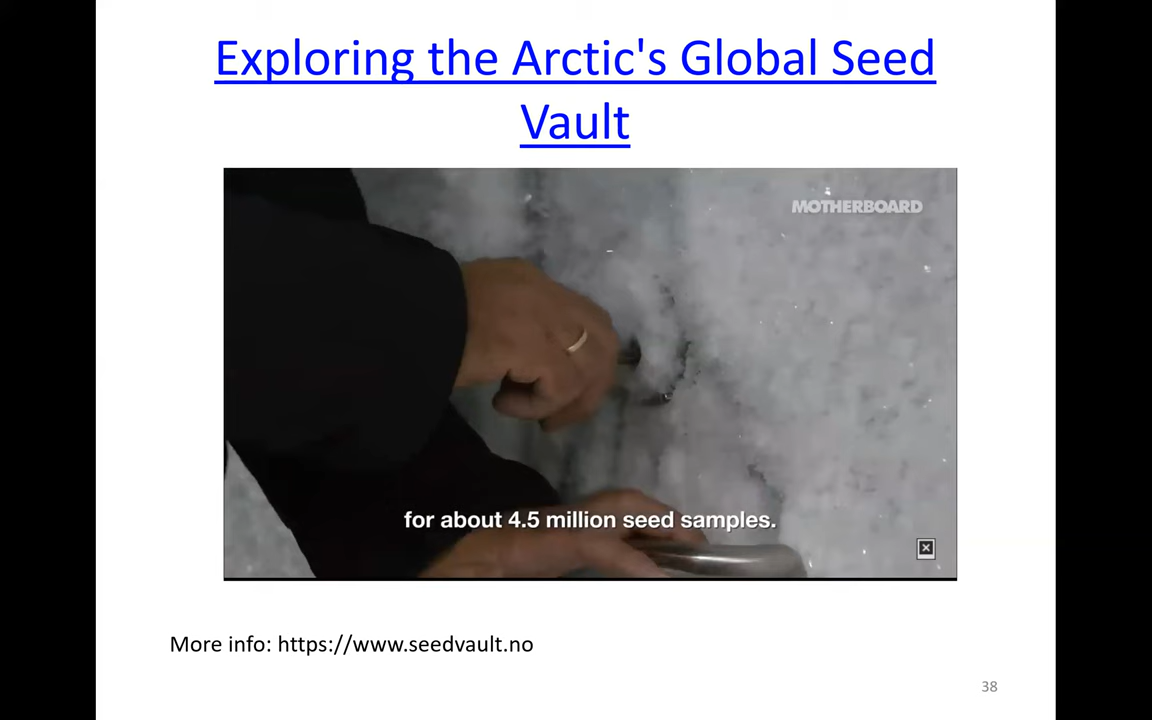 Exploring the Arctic's Global Seed
Vault
MOTHERBOARD
for about 4.5 million seed samples.
More info: https://www.seedvault.no
38